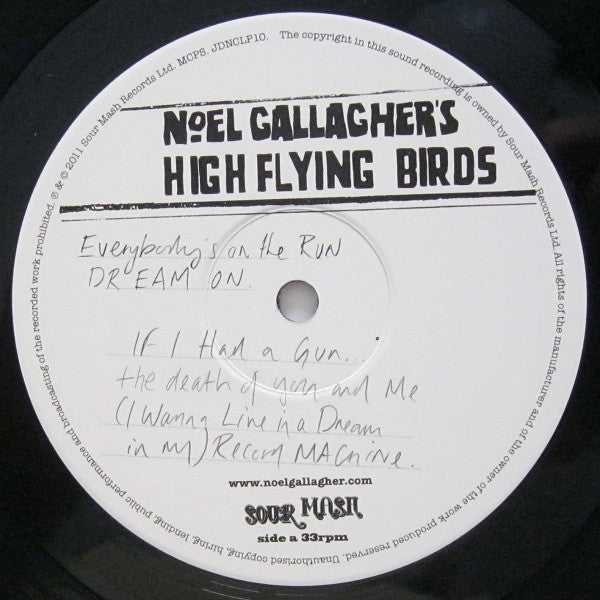 ℗ & © 2011 Sour Mash Records Ltd. MCPS. JDNCLP10. The copyright in this sound recording is owned by Sour Mash Records Ltd. All rights of the manufacturer and of the owner of the work produced reserved. Unauthorised copying, hiring, lending, public performance and broadcasting of the recorded work prohibited.
NOEL GALLAGHER'S
HIGH FLYING BIRDS
Everybody's on the RUN
DREAM ON.
IF I Had a Gun...
the death of you and Me
(I Wanna Live in a Dream
in my) Record MACHINE.
www.noelgallagher.com
SOUR MASH
side a 33rpm